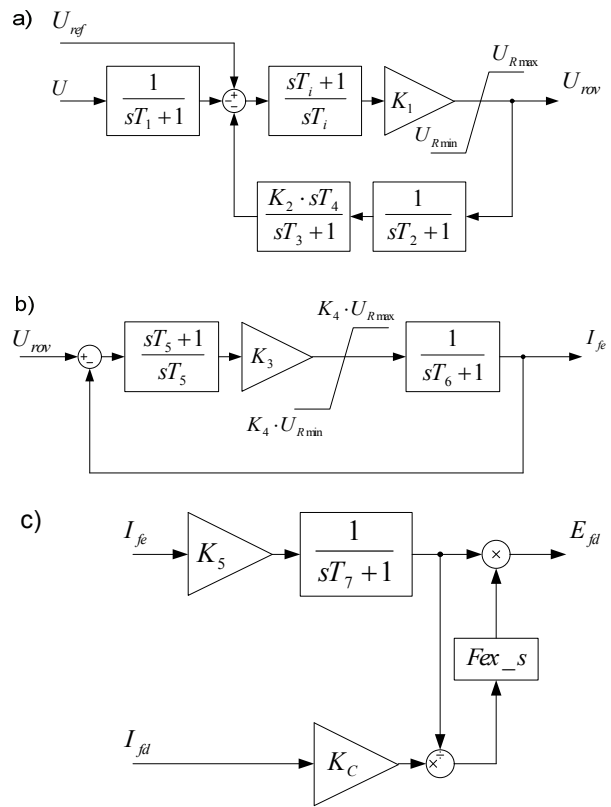 a)
U_ref
U
1 / (sT_1 + 1)
+
−
−
(sT_i + 1) / sT_i
K_1
U_Rmax
U_Rmin
U_rov
(K_2 · sT_4) / (sT_3 + 1)
1 / (sT_2 + 1)
b)
U_rov
+
−
(sT_5 + 1) / sT_5
K_3
K_4 · U_Rmax
K_4 · U_Rmin
1 / (sT_6 + 1)
I_fe
c)
I_fe
K_5
1 / (sT_7 + 1)
×
E_fd
Fex_s
I_fd
K_C
×
÷